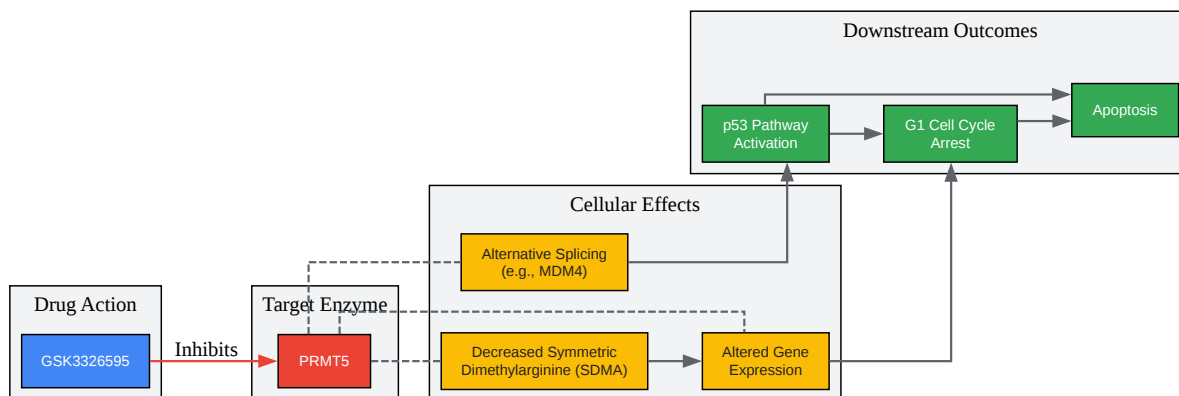 Downstream Outcomes
p53 Pathway
Activation
G1 Cell Cycle
Arrest
Apoptosis
Cellular Effects
Alternative Splicing
(e.g., MDM4)
Drug Action
Target Enzyme
GSK3326595
Inhibits
PRMT5
Decreased Symmetric
Dimethylarginine (SDMA)
Altered Gene
Expression